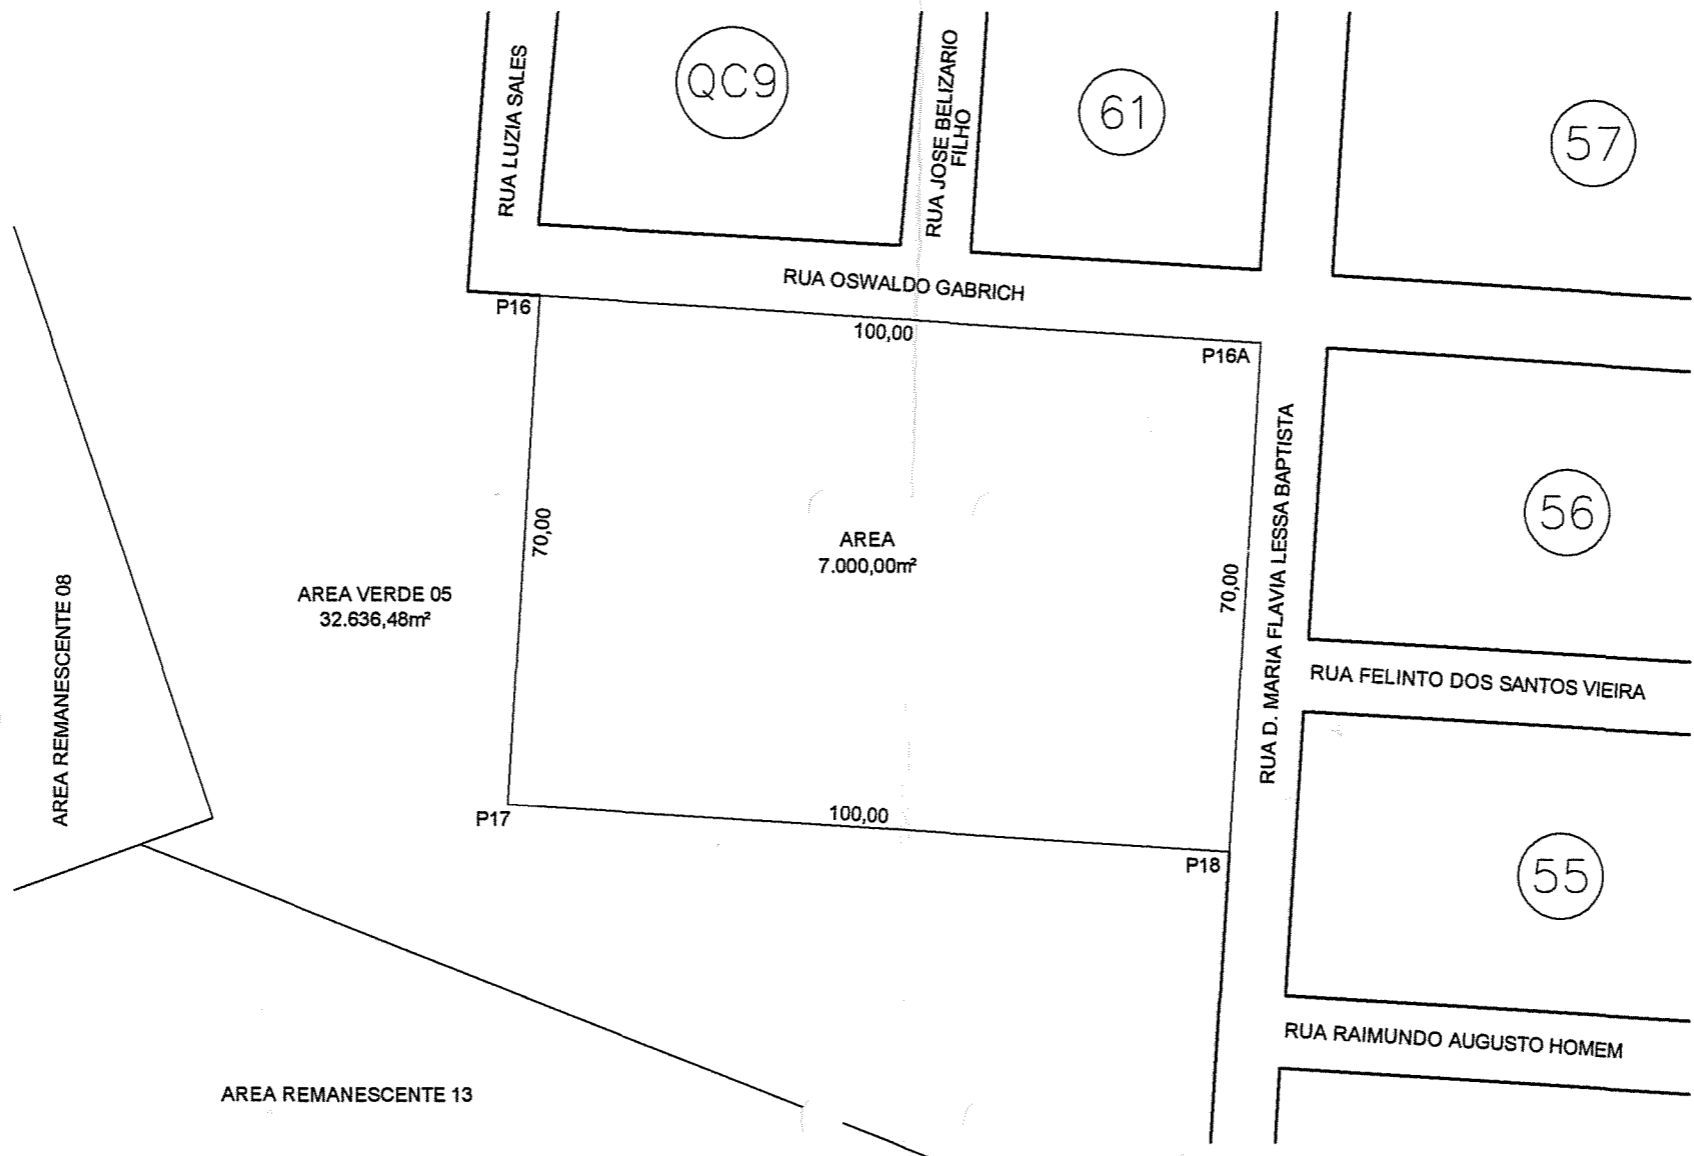 RUA LUZIA SALES
QC9
RUA JOSE BELIZARIO
FILHO
61
57
RUA OSWALDO GABRICH
P16
100,00
P16A
70,00
AREA
7.000,00m²
70,00
RUA D. MARIA FLAVIA LESSA BAPTISTA
56
AREA VERDE 05
32.636,48m²
AREA REMANESCENTE 08
RUA FELINTO DOS SANTOS VIEIRA
P17
100,00
P18
55
RUA RAIMUNDO AUGUSTO HOMEM
AREA REMANESCENTE 13